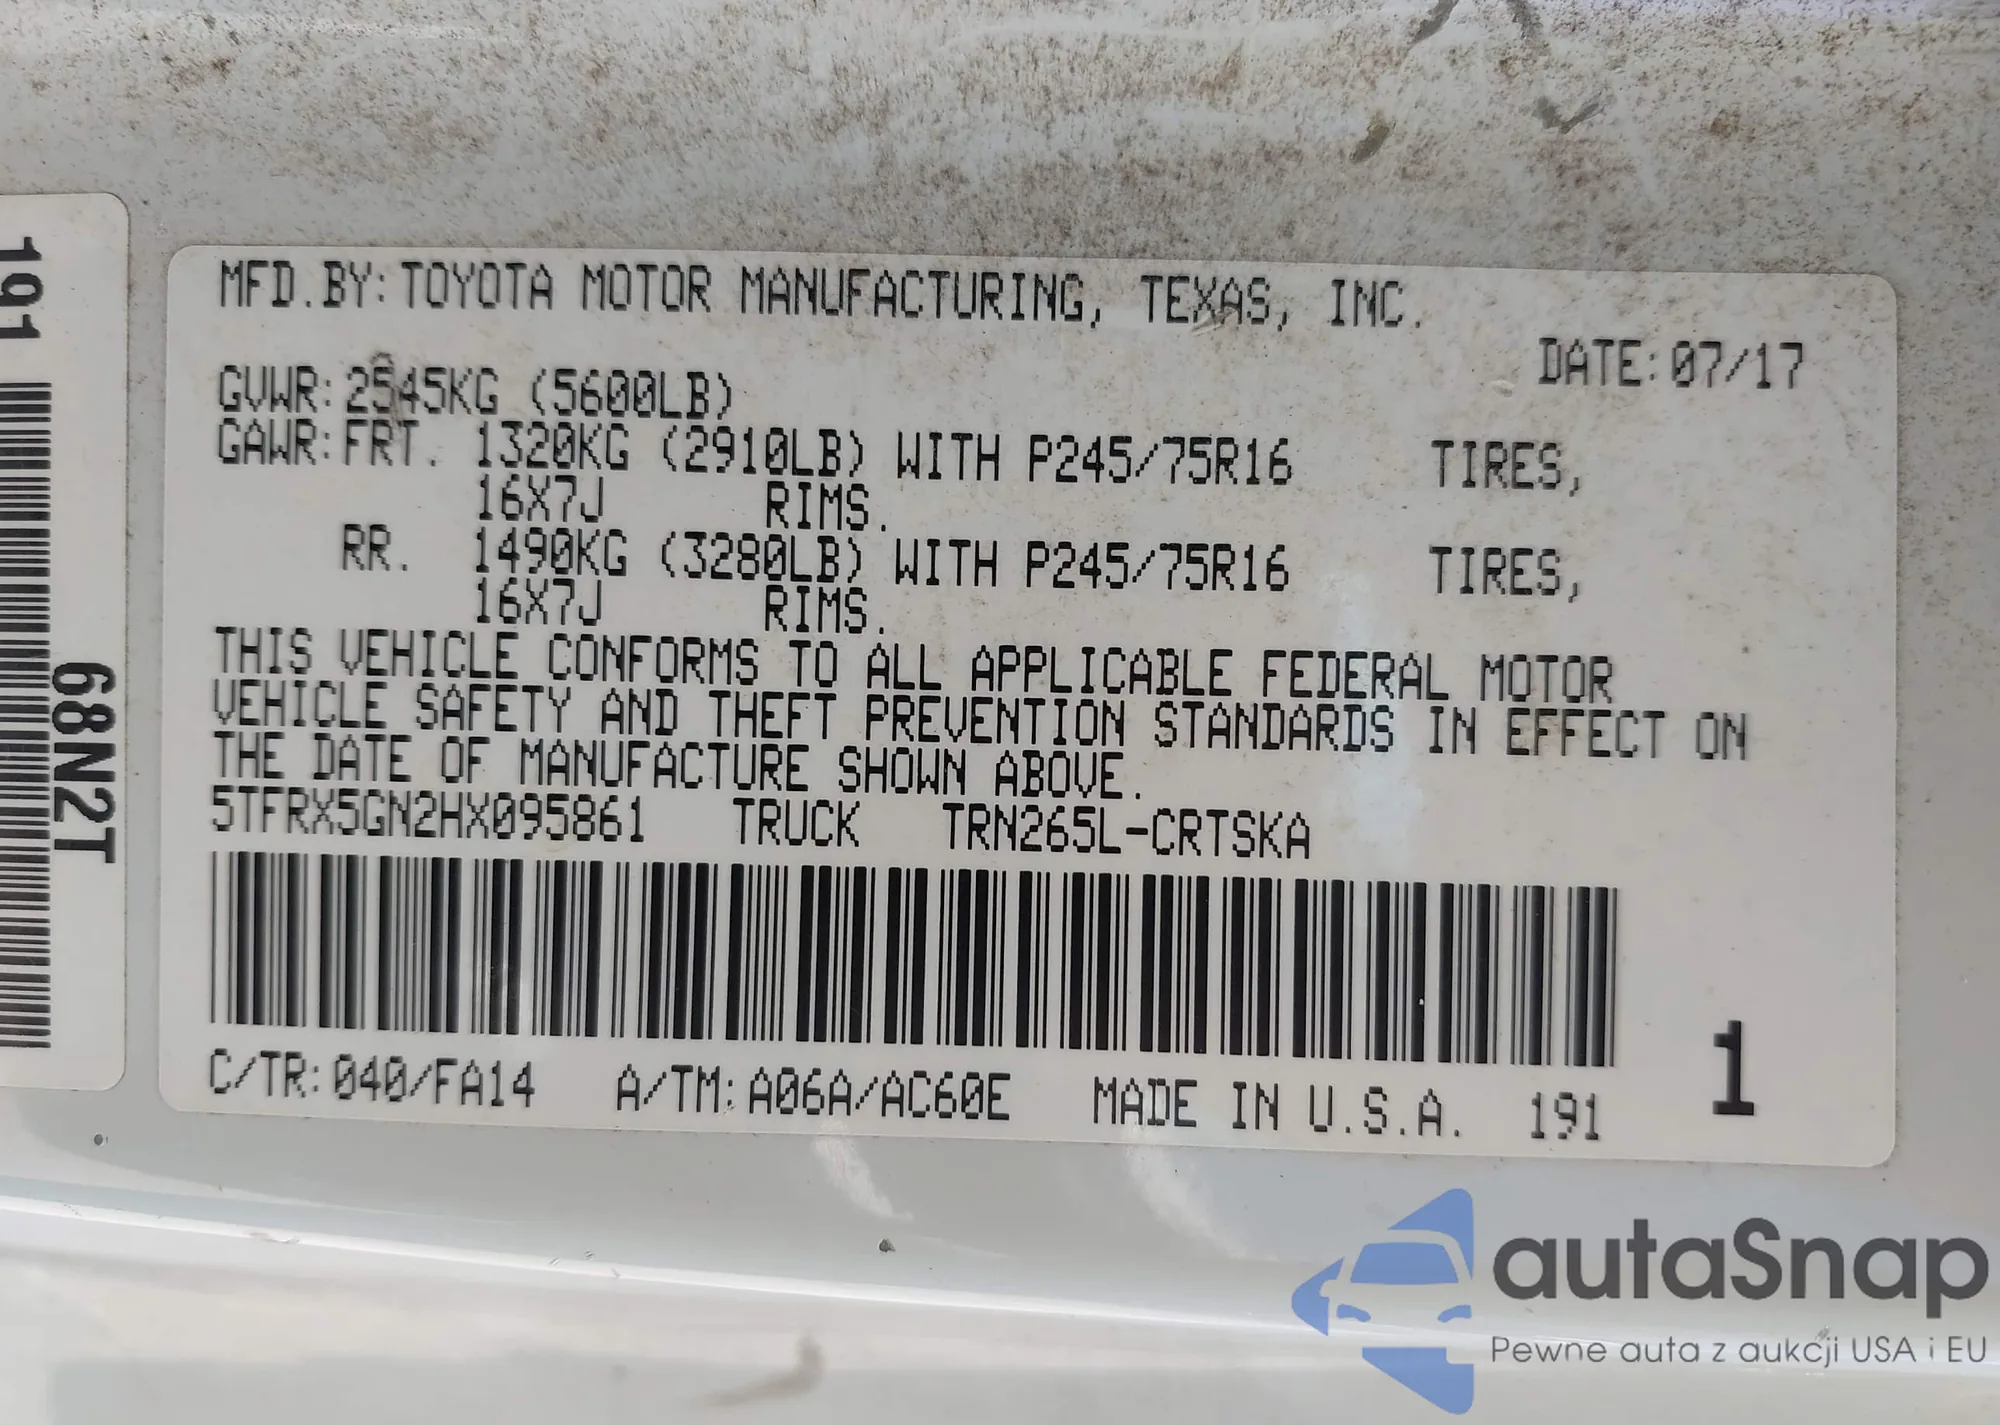 MFD.BY:TOYOTA MOTOR MANUFACTURING, TEXAS, INC.
DATE:07/17
GVWR:2545KG (5600LB)
GAWR:FRT. 1320KG (2910LB) WITH P245/75R16 TIRES,
16X7J RIMS.
RR. 1490KG (3280LB) WITH P245/75R16 TIRES,
16X7J RIMS.
THIS VEHICLE CONFORMS TO ALL APPLICABLE FEDERAL MOTOR
VEHICLE SAFETY AND THEFT PREVENTION STANDARDS IN EFFECT ON
THE DATE OF MANUFACTURE SHOWN ABOVE.
5TFRX5GN2HX095861 TRUCK TRN265L-CRTSKA
C/TR:040/FA14 A/TM:A06A/AC60E MADE IN U.S.A. 191
1
191
68N2T
autaSnap
Pewne auta z aukcji USA i EU